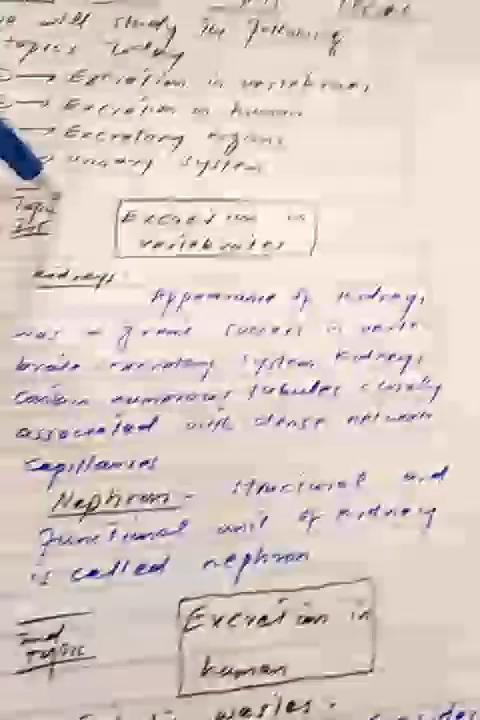 we will study the following
topics today
→ Excretion in vertebrates
→ Excretion in human
→ Excretory organs
urinary system
Topic
1st
Excretion in
vertebrates
Kidneys:
Appearance of kidneys
was a great success in verte
brate excretory system Kidneys
contain numerous tubules closely
associated with dense network
capillaries
Nephron - structural and
functional unit of kidney
is called nephron
2nd
topic
Excretion in
human
wastes.